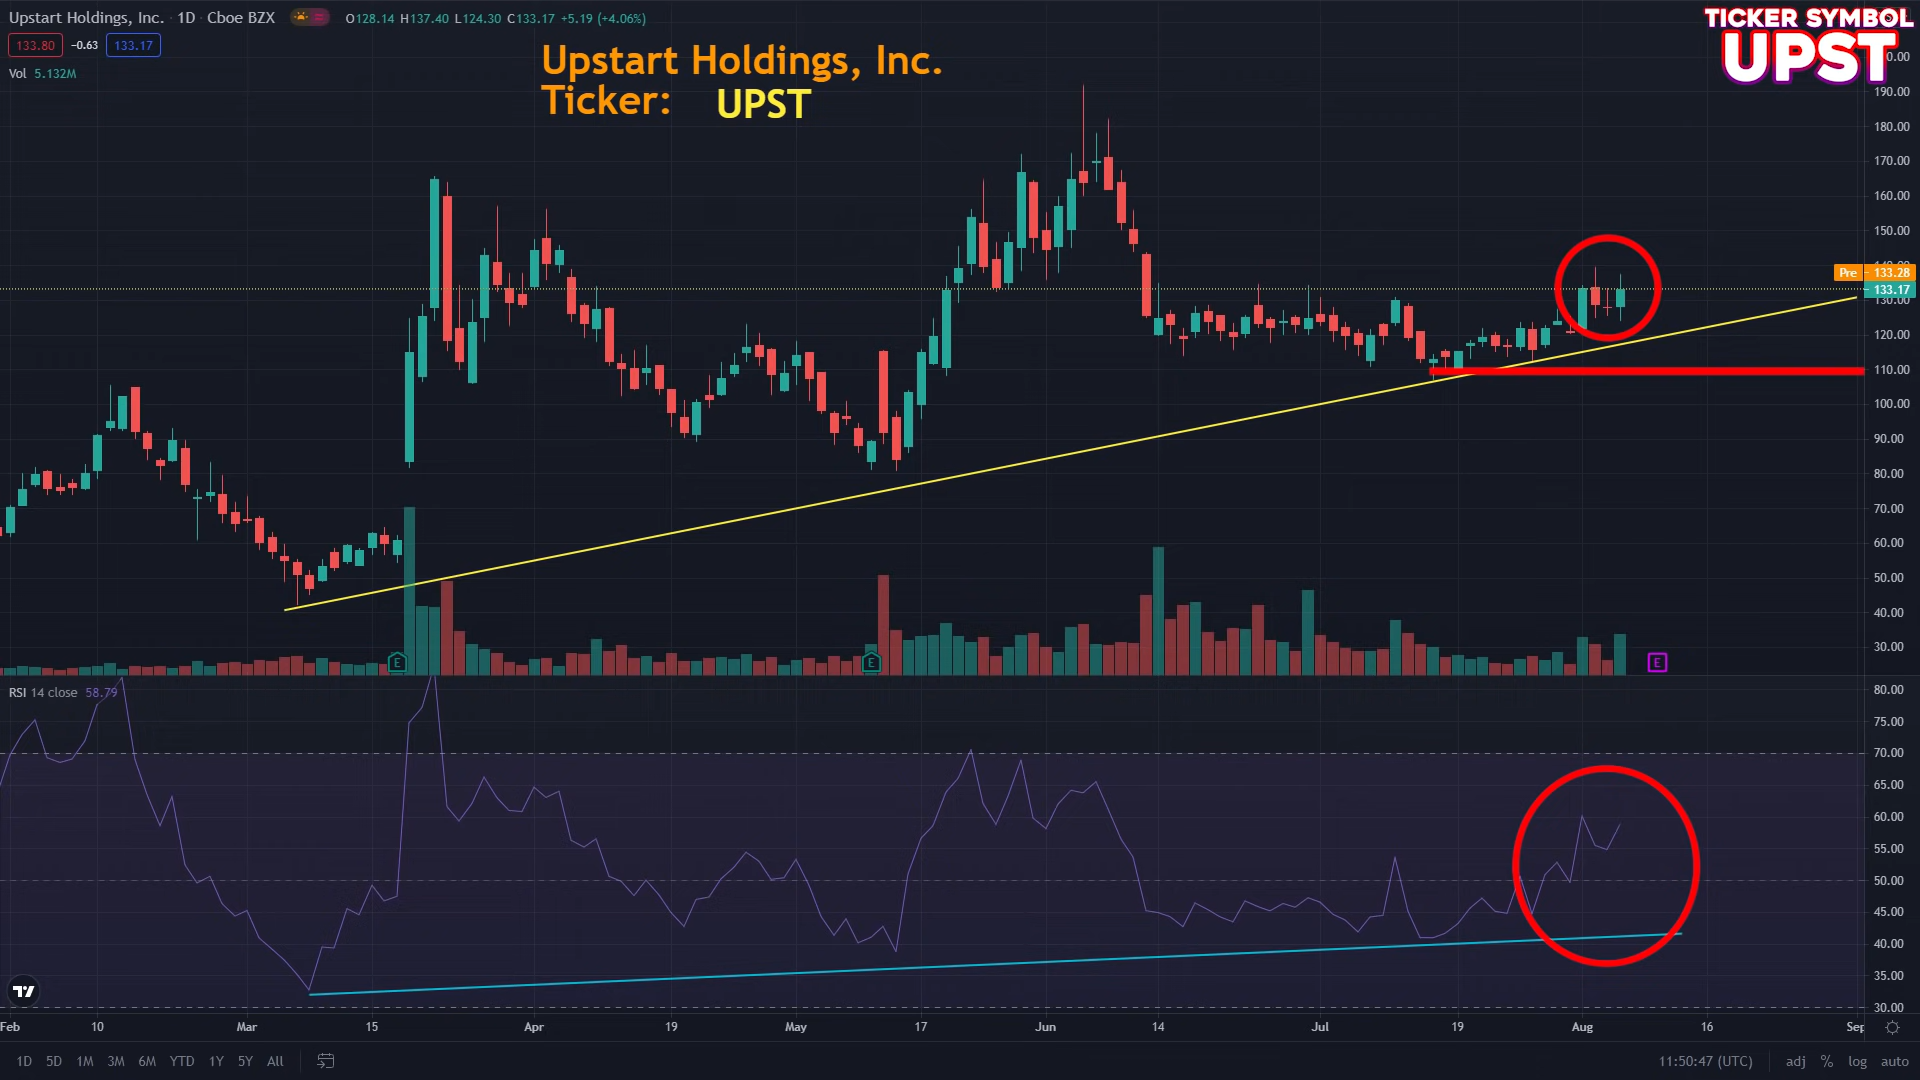 Upstart Holdings, Inc. · 1D · Cboe BZX O128.14 H137.40 L124.30 C133.17 +5.19 (+4.06%)
133.80 -0.63 133.17
Vol 5.132M
Upstart Holdings, Inc.
Ticker: UPST
TICKER SYMBOL
UPST
190.00
180.00
170.00
160.00
150.00
Pre 133.28
133.17
130.00
120.00
110.00
100.00
90.00
80.00
70.00
60.00
50.00
40.00
30.00
E E E
RSI 14 close 58.79
80.00
75.00
70.00
65.00
60.00
55.00
50.00
45.00
40.00
35.00
30.00
Feb 10 Mar 15 Apr 19 May 17 Jun 14 Jul 19 Aug 16 Sep
1D 5D 1M 3M 6M YTD 1Y 5Y All 11:50:47 (UTC) adj % log auto